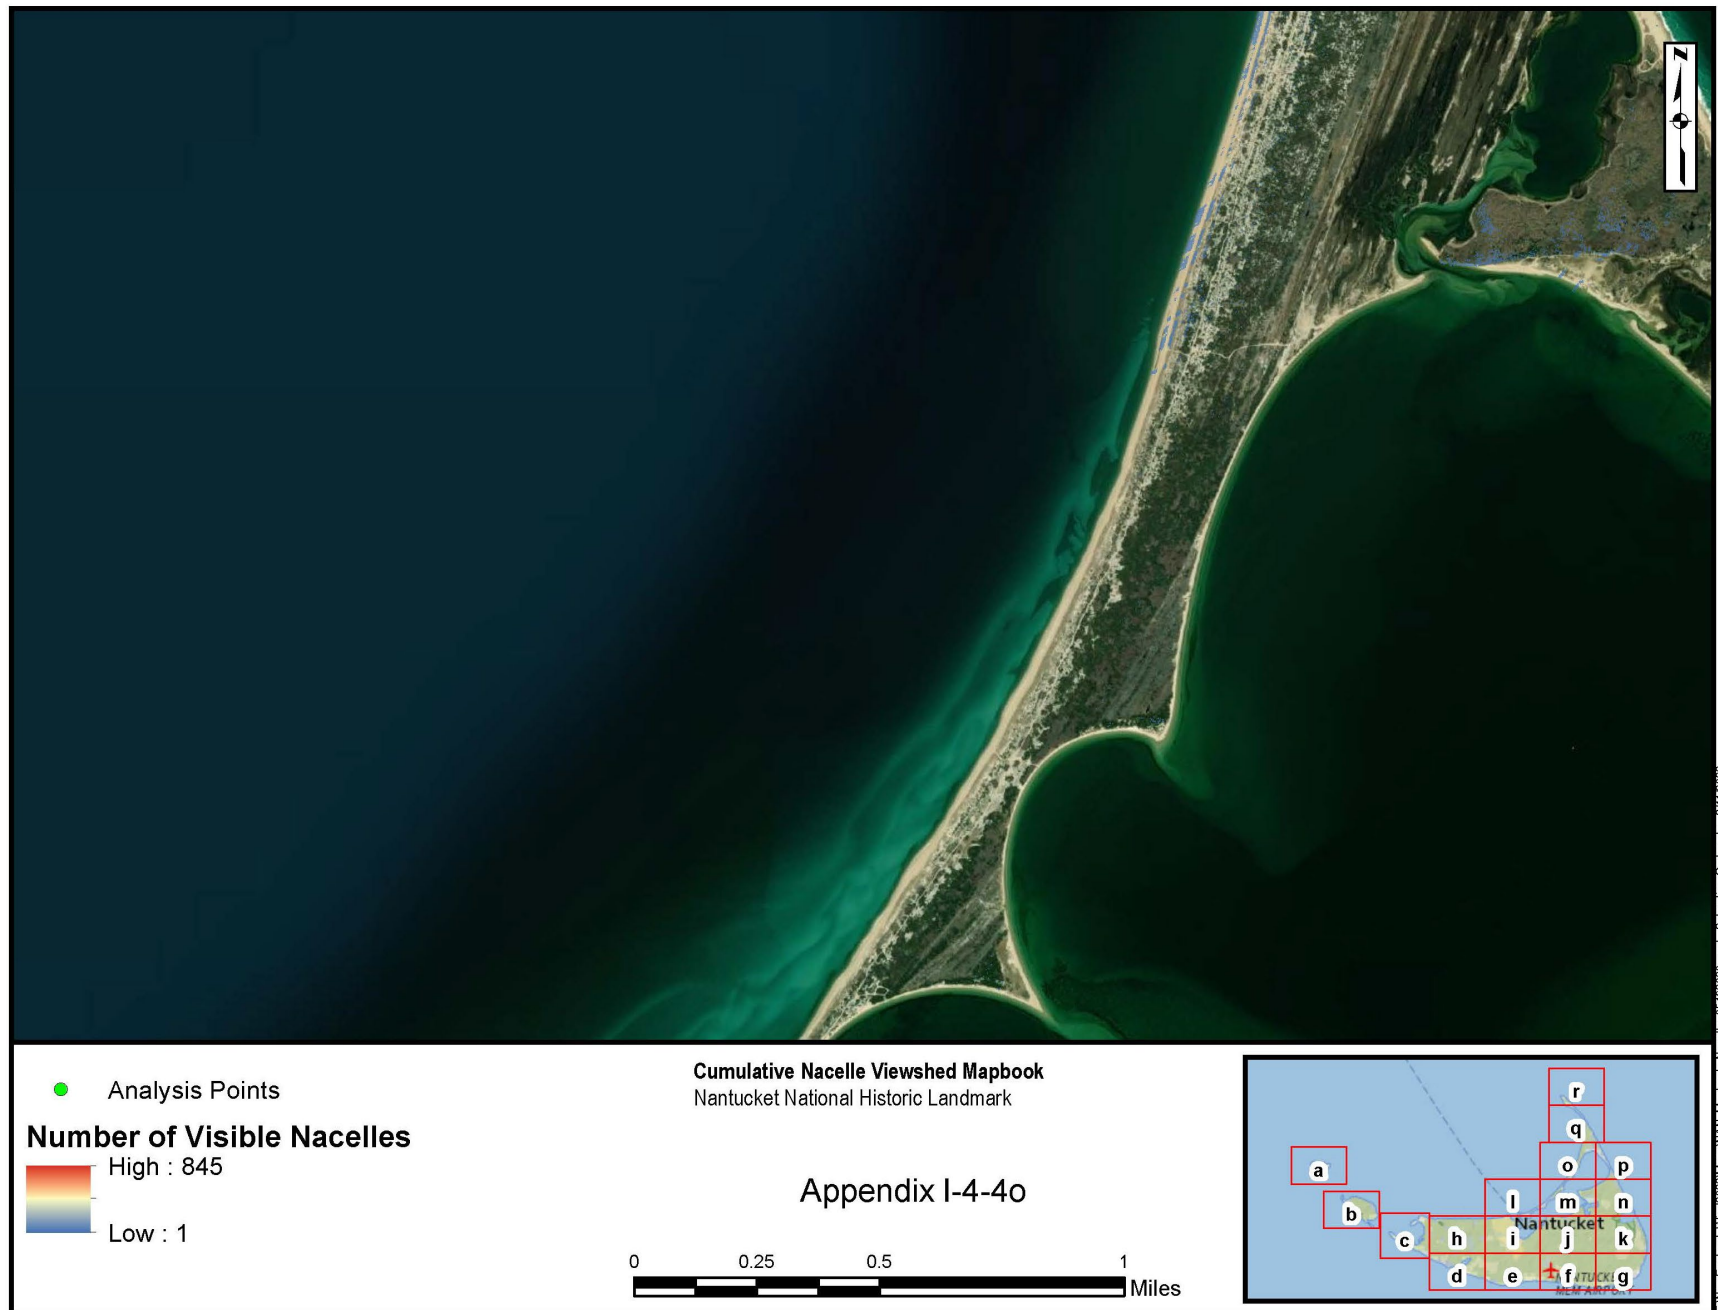 N
Analysis Points
Number of Visible Nacelles
High : 845
Low : 1
Cumulative Nacelle Viewshed Mapbook
Nantucket National Historic Landmark
Appendix I-4-4o
0 0.25 0.5 1
Miles
r
q
a
o p
b
l m n
Nantucket
c h i j k
d e f g